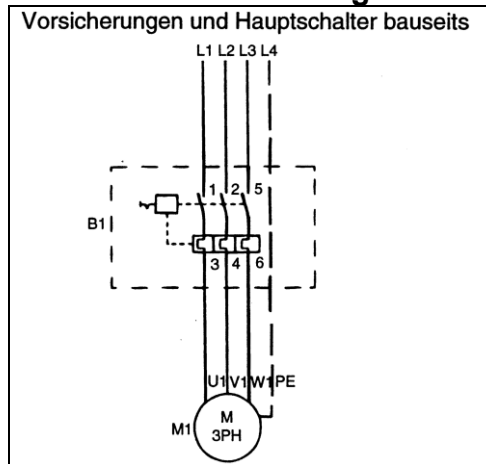 Vorsicherungen und Hauptschalter bauseits
L1 L2 L3 L4
1 2 5
B1
3 4 6
U1 V1 W1 PE
M1
M
3PH